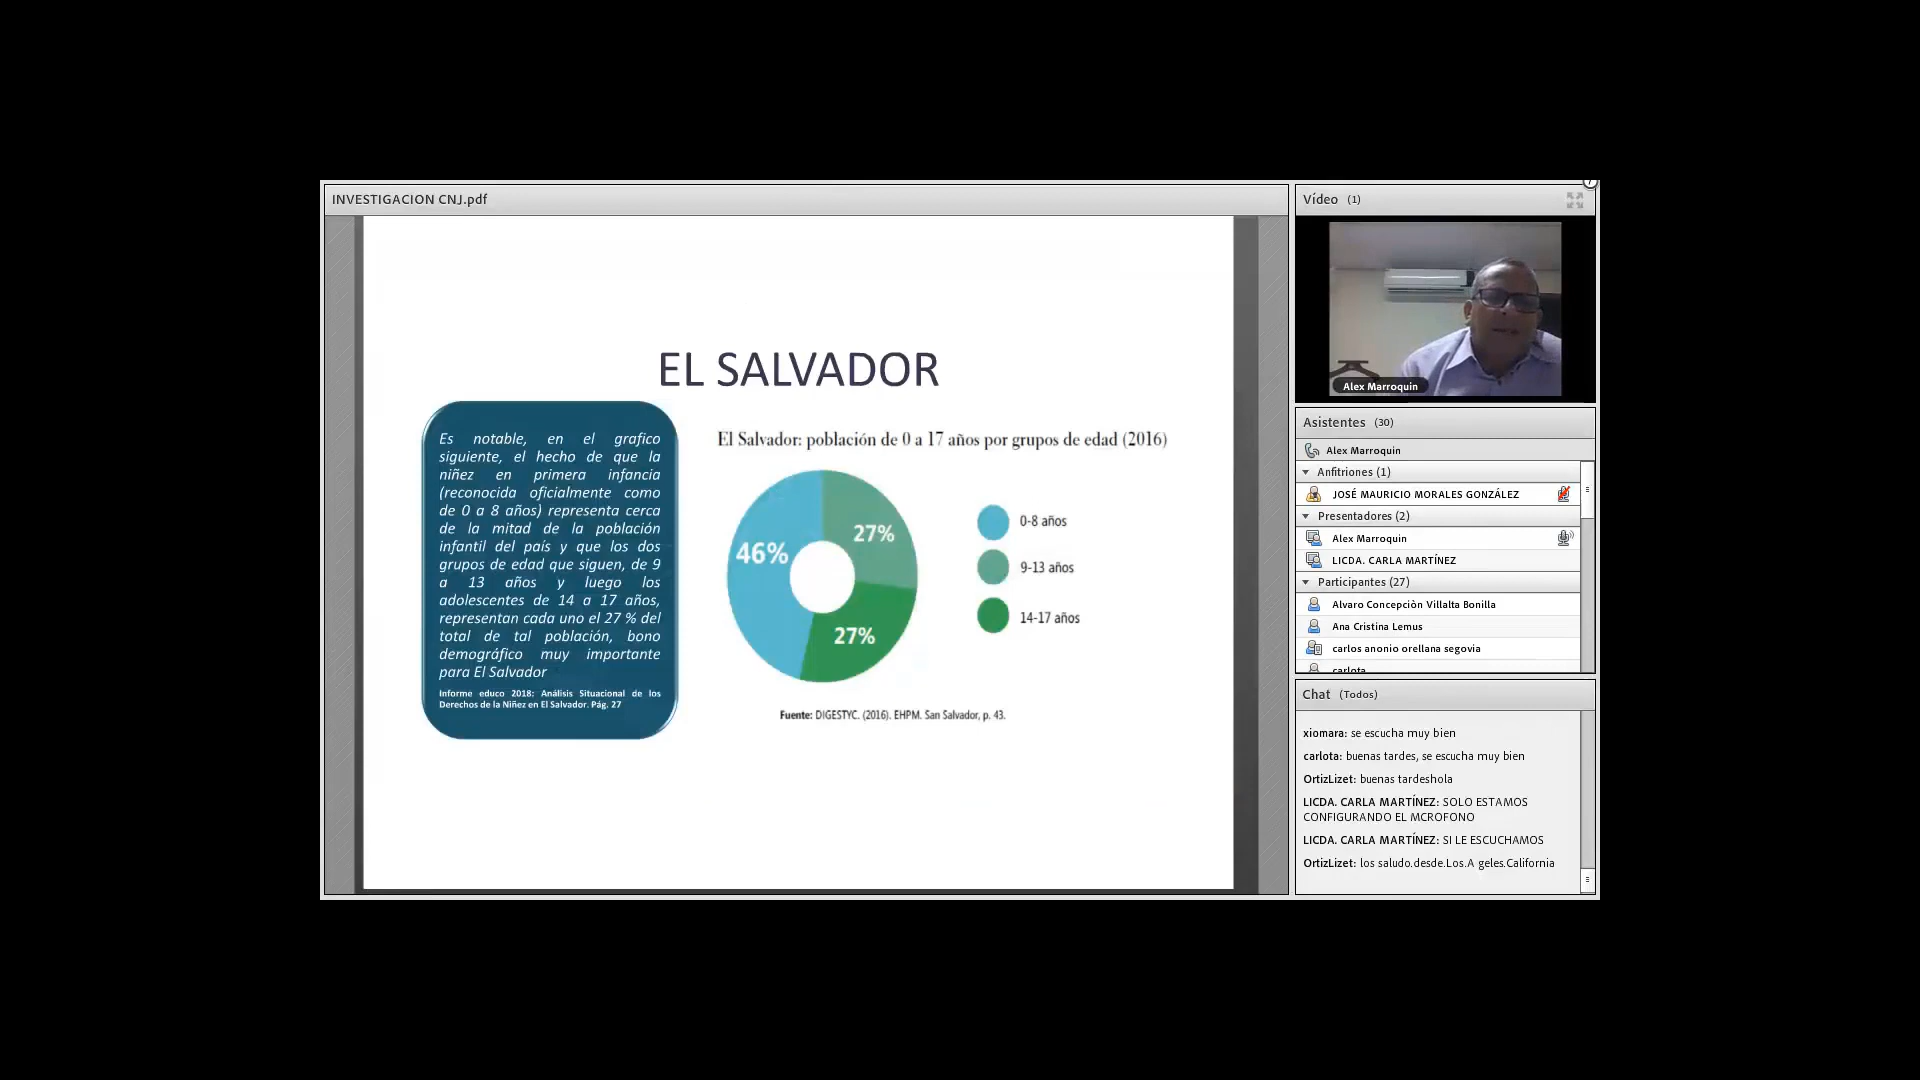 INVESTIGACION CNJ.pdf
EL SALVADOR
Es notable, en el grafico
siguiente, el hecho de que la
niñez en primera infancia
(reconocida oficialmente como
de 0 a 8 años) representa cerca
de la mitad de la población
infantil del país y que los dos
grupos de edad que siguen, de 9
a 13 años y luego los
adolescentes de 14 a 17 años,
representan cada uno el 27 % del
total de tal población, bono
demográfico muy importante
para El Salvador
Informe educo 2018: Análisis Situacional de los
Derechos de la Niñez en El Salvador. Pág. 27
El Salvador: población de 0 a 17 años por grupos de edad (2016)
46%
27%
27%
0-8 años
9-13 años
14-17 años
Fuente: DIGESTYC. (2016). EHPM. San Salvador, p. 43.
Vídeo (1)
Alex Marroquin
Asistentes (30)
Alex Marroquin
Anfitriones (1)
JOSÉ MAURICIO MORALES GONZÁLEZ
Presentadores (2)
Alex Marroquin
LICDA. CARLA MARTÍNEZ
Participantes (27)
Alvaro Concepciòn Villalta Bonilla
Ana Cristina Lemus
carlos anonio orellana segovia
carlota
Chat (Todos)
xiomara: se escucha muy bien
carlota: buenas tardes, se escucha muy bien
OrtizLizet: buenas tardeshola
LICDA. CARLA MARTÍNEZ: SOLO ESTAMOS
CONFIGURANDO EL MCROFONO
LICDA. CARLA MARTÍNEZ: SI LE ESCUCHAMOS
OrtizLizet: los saludo.desde.Los.A geles.California